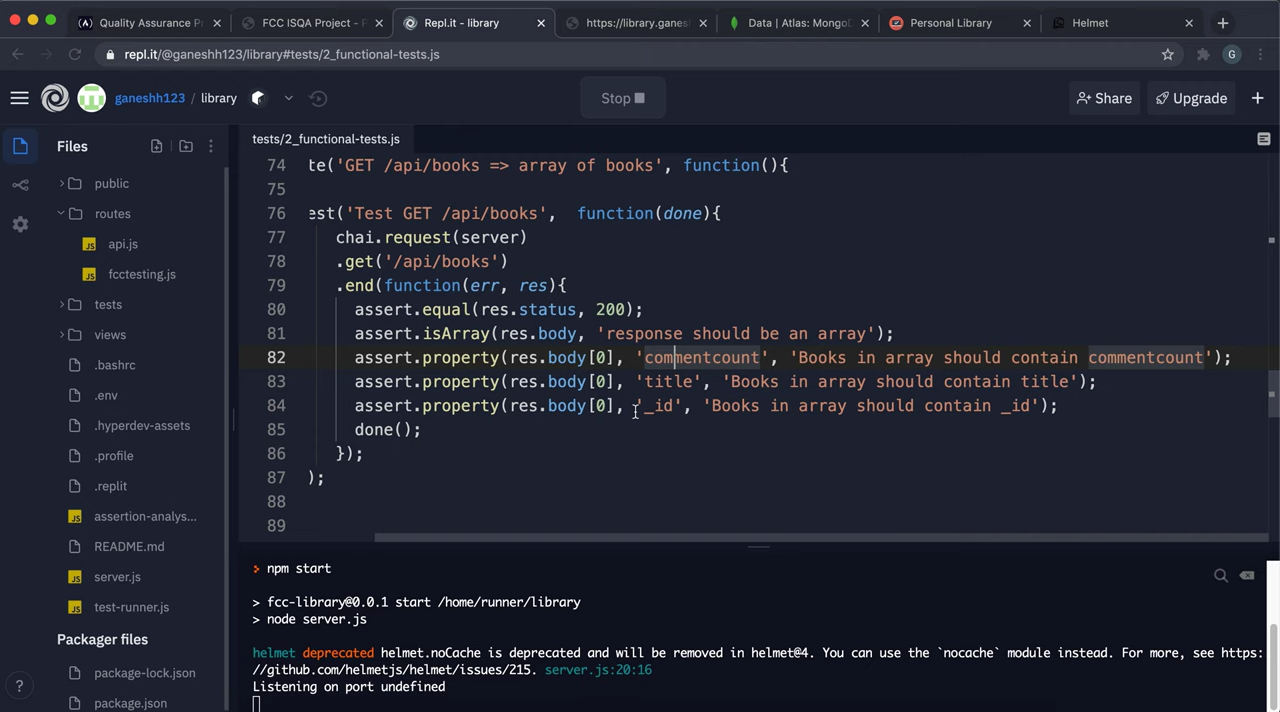 Quality Assurance P
FCC ISQA Project - F
Repl.it - library
https://library.ganesh
Data | Atlas: MongoD
Personal Library
Helmet
repl.it/@ganeshh123/library#tests/2_functional-tests.js
G
ganeshh123 / library
Stop
Share
Upgrade
Files
public
routes
JS api.js
JS fcctesting.js
tests
views
.bashrc
.env
.hyperdev-assets
.profile
.replit
JS assertion-analys...
README.md
JS server.js
JS test-runner.js
Packager files
package-lock.json
package.json
tests/2_functional-tests.js
74 te('GET /api/books => array of books', function(){
75
76 est('Test GET /api/books',  function(done){
77 chai.request(server)
78 .get('/api/books')
79 .end(function(err, res){
80 assert.equal(res.status, 200);
81 assert.isArray(res.body, 'response should be an array');
82 assert.property(res.body[0], 'commentcount', 'Books in array should contain commentcount');
83 assert.property(res.body[0], 'title', 'Books in array should contain title');
84 assert.property(res.body[0], '_id', 'Books in array should contain _id');
85 done();
86 });
87 );
88
89
> npm start
> fcc-library@0.0.1 start /home/runner/library
> node server.js
helmet deprecated helmet.noCache is deprecated and will be removed in helmet@4. You can use the `nocache` module instead. For more, see https:
//github.com/helmetjs/helmet/issues/215. server.js:20:16
Listening on port undefined